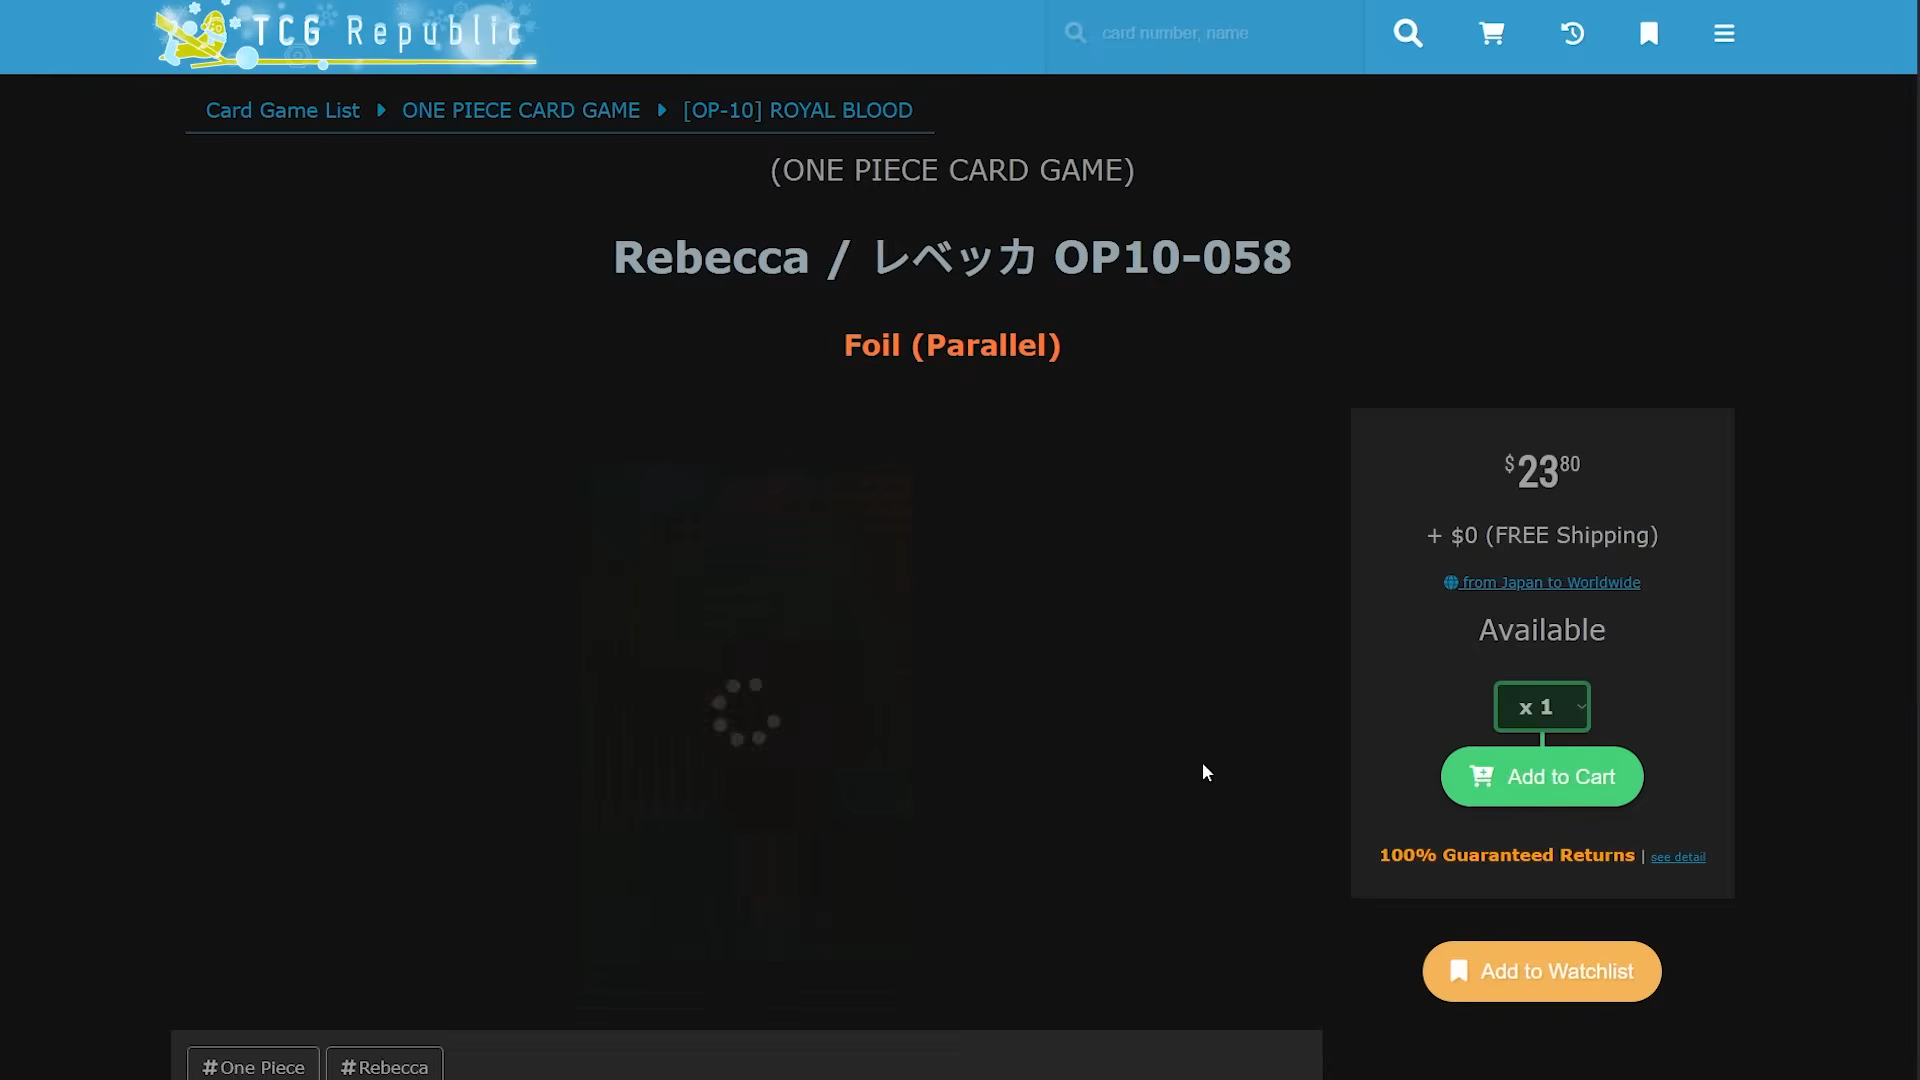 TCG Republic
card number, name
Card Game List
ONE PIECE CARD GAME
[OP-10] ROYAL BLOOD
(ONE PIECE CARD GAME)
Rebecca / レベッカ OP10-058
Foil (Parallel)
$23.80
+ $0 (FREE Shipping)
from Japan to Worldwide
Available
x 1
Add to Cart
100% Guaranteed Returns | see detail
Add to Watchlist
#One Piece
#Rebecca